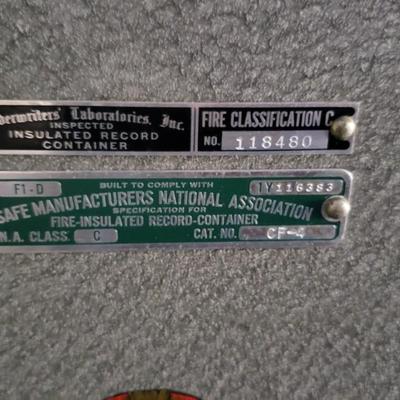 Underwriters' Laboratories, Inc.
INSPECTED
INSULATED RECORD
CONTAINER
FIRE CLASSIFICATION C
NO. 118480
F1-D BUILT TO COMPLY WITH 1Y116383
SAFE MANUFACTURERS NATIONAL ASSOCIATION
SPECIFICATION FOR
FIRE-INSULATED RECORD-CONTAINER
N.A. CLASS. C CAT. NO. CF-4